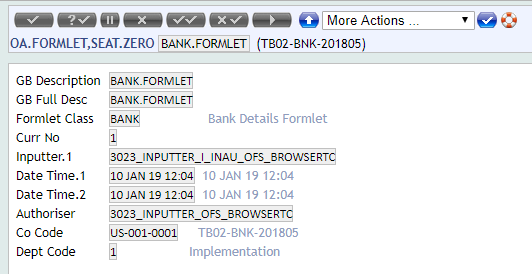 More Actions ...
OA.FORMLET,SEAT.ZERO BANK.FORMLET (TB02-BNK-201805)
GB Description BANK.FORMLET
GB Full Desc BANK.FORMLET
Formlet Class BANK Bank Details Formlet
Curr No 1
Inputter.1 3023_INPUTTER_I_INAU_OFS_BROWSERTC
Date Time.1 10 JAN 19 12:04 10 JAN 19 12:04
Date Time.2 10 JAN 19 12:04 10 JAN 19 12:04
Authoriser 3023_INPUTTER_OFS_BROWSERTC
Co Code US-001-0001 TB02-BNK-201805
Dept Code 1 Implementation